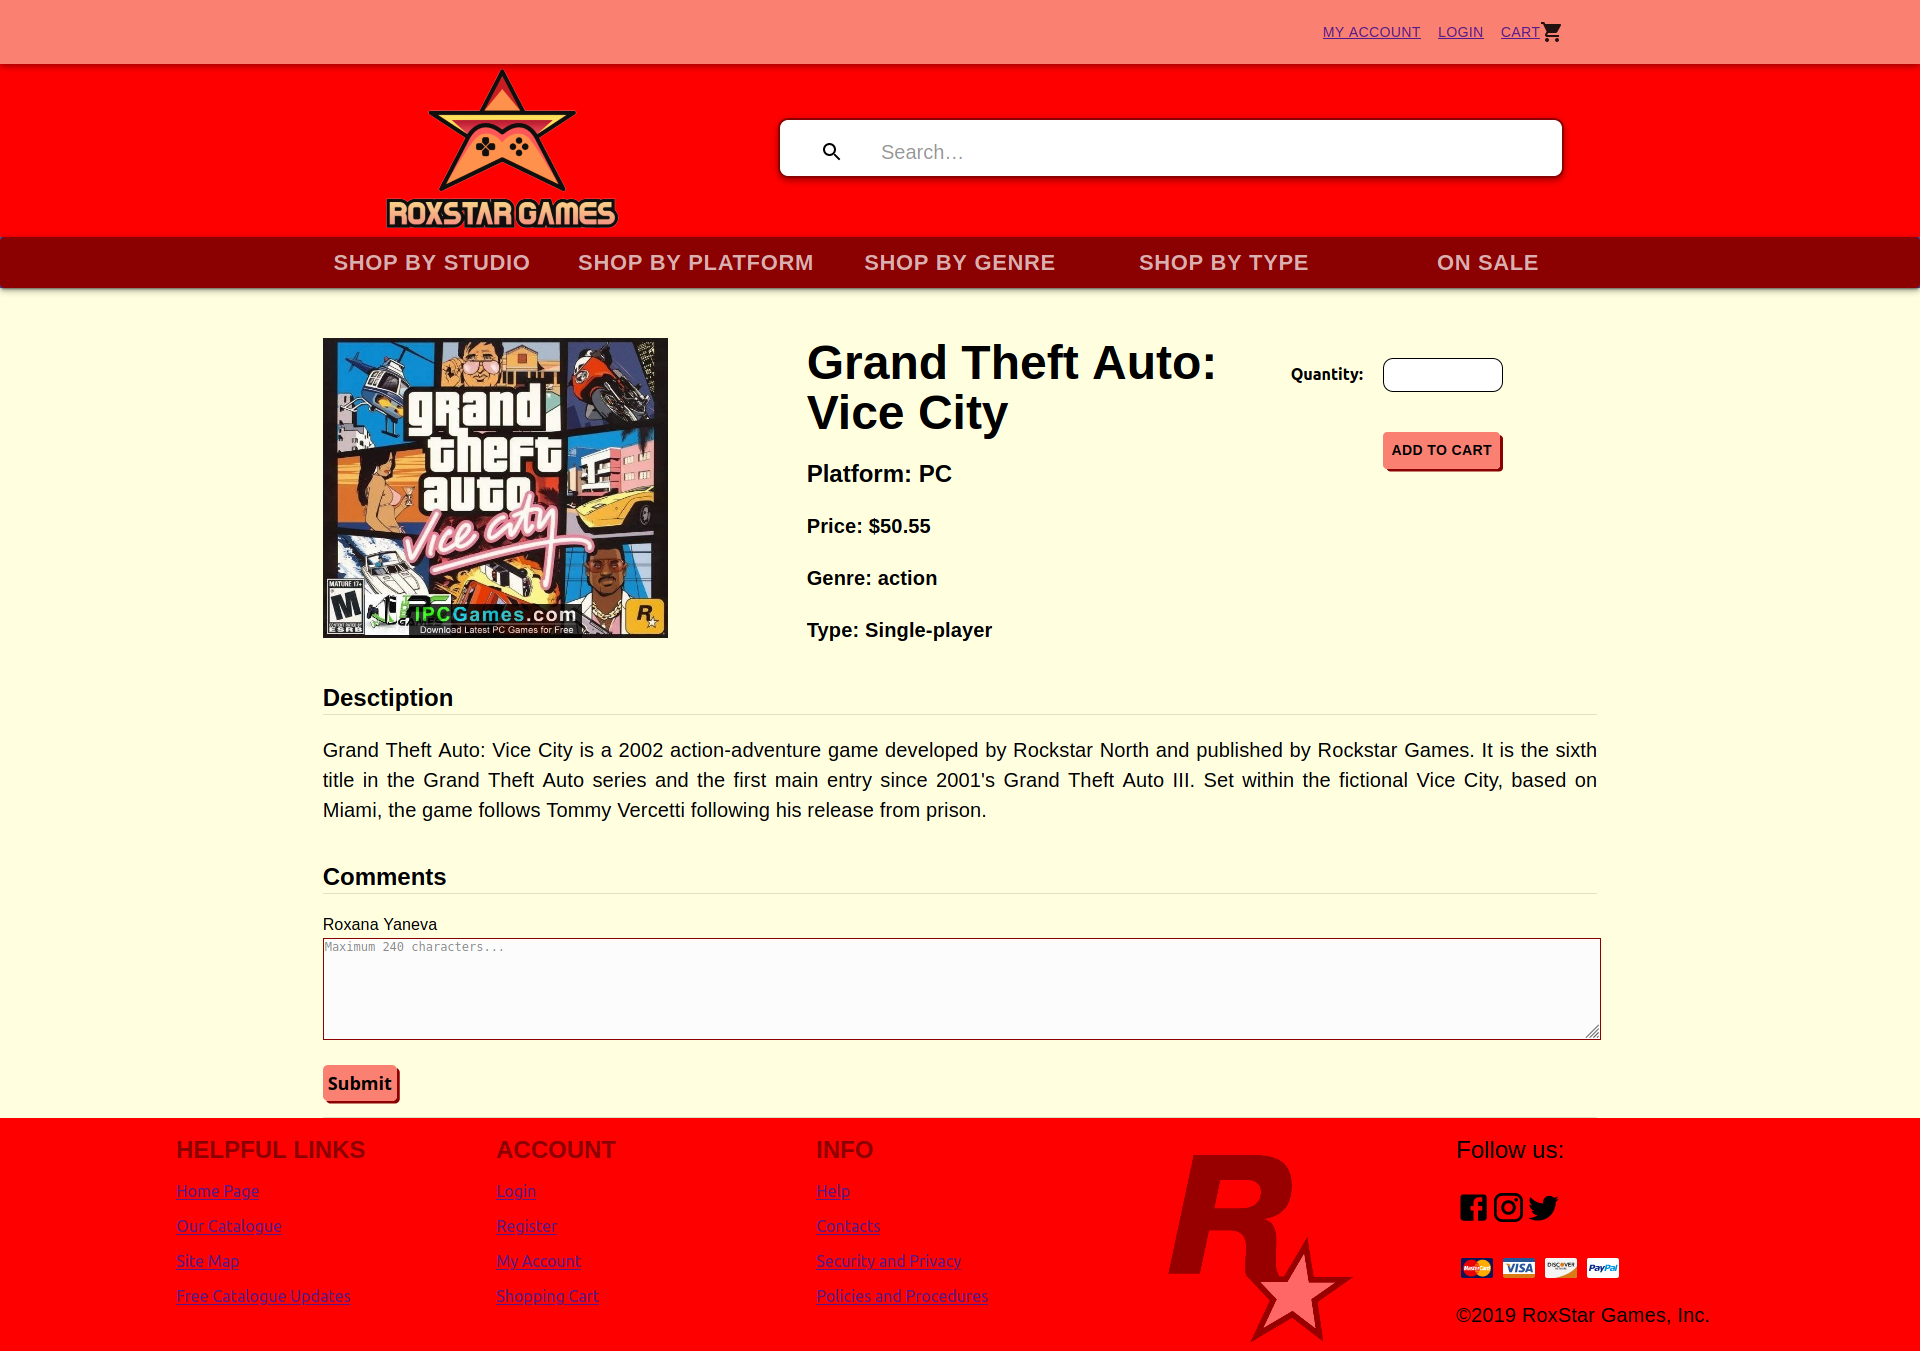 MY ACCOUNT LOGIN CART
ROXSTAR GAMES
Search…
SHOP BY STUDIO SHOP BY PLATFORM SHOP BY GENRE SHOP BY TYPE ON SALE
grand
theft
auto
vice city
MATURE 17+
M
ESRB
IPCGames.com
Download Latest PC Games for Free
R
Grand Theft Auto:
Vice City
Platform: PC
Price: $50.55
Genre: action
Type: Single-player
Quantity:
ADD TO CART
Desctiption
Grand Theft Auto: Vice City is a 2002 action-adventure game developed by Rockstar North and published by Rockstar Games. It is the sixth
title in the Grand Theft Auto series and the first main entry since 2001's Grand Theft Auto III. Set within the fictional Vice City, based on
Miami, the game follows Tommy Vercetti following his release from prison.
Comments
Roxana Yaneva
Maximum 240 characters...
Submit
HELPFUL LINKS
Home Page
Our Catalogue
Site Map
Free Catalogue Updates
ACCOUNT
Login
Register
My Account
Shopping Cart
INFO
Help
Contacts
Security and Privacy
Policies and Procedures
R
Follow us:
MasterCard VISA DISCOVER PayPal
©2019 RoxStar Games, Inc.